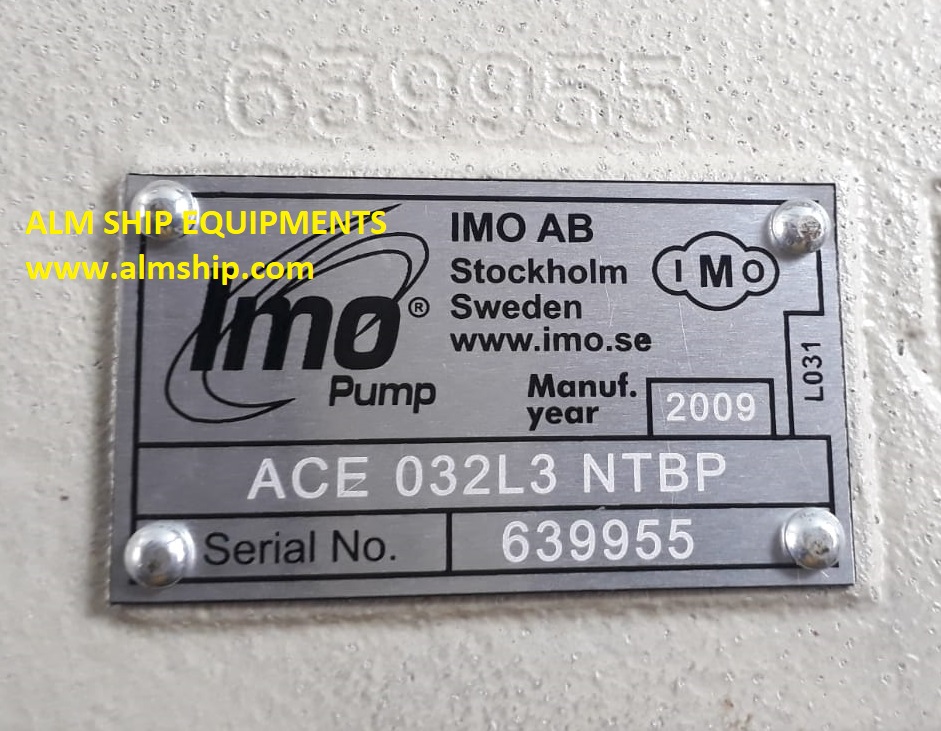 639955
ALM SHIP EQUIPMENTS
www.almship.com
Imo®
Pump
IMO AB
Stockholm
Sweden
www.imo.se
IMO
Manuf.
year
2009
L031
ACE 032L3 NTBP
Serial No. 639955